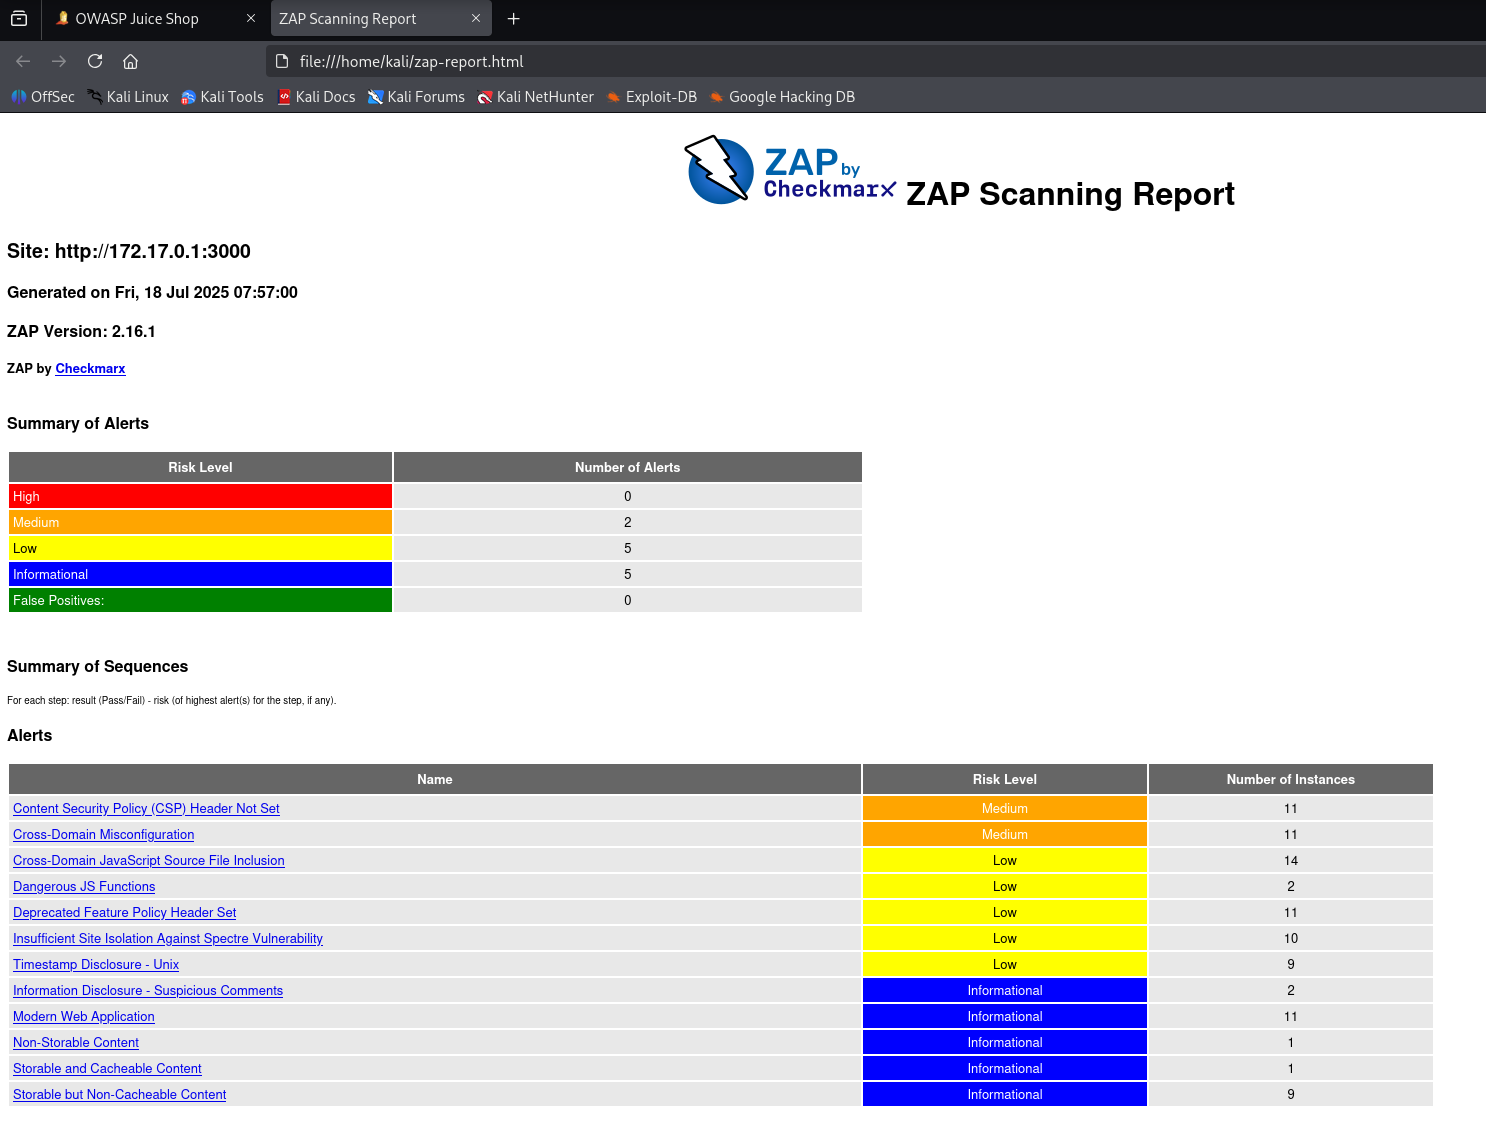 OWASP Juice Shop
ZAP Scanning Report
file:///home/kali/zap-report.html
OffSec Kali Linux Kali Tools Kali Docs Kali Forums Kali NetHunter Exploit-DB Google Hacking DB
ZAP by Checkmarx ZAP Scanning Report
Site: http://172.17.0.1:3000
Generated on Fri, 18 Jul 2025 07:57:00
ZAP Version: 2.16.1
ZAP by Checkmarx
Summary of Alerts
Risk Level Number of Alerts
High 0
Medium 2
Low 5
Informational 5
False Positives: 0
Summary of Sequences
For each step: result (Pass/Fail) - risk (of highest alert(s) for the step, if any).
Alerts
Name Risk Level Number of Instances
Content Security Policy (CSP) Header Not Set Medium 11
Cross-Domain Misconfiguration Medium 11
Cross-Domain JavaScript Source File Inclusion Low 14
Dangerous JS Functions Low 2
Deprecated Feature Policy Header Set Low 11
Insufficient Site Isolation Against Spectre Vulnerability Low 10
Timestamp Disclosure - Unix Low 9
Information Disclosure - Suspicious Comments Informational 2
Modern Web Application Informational 11
Non-Storable Content Informational 1
Storable and Cacheable Content Informational 1
Storable but Non-Cacheable Content Informational 9